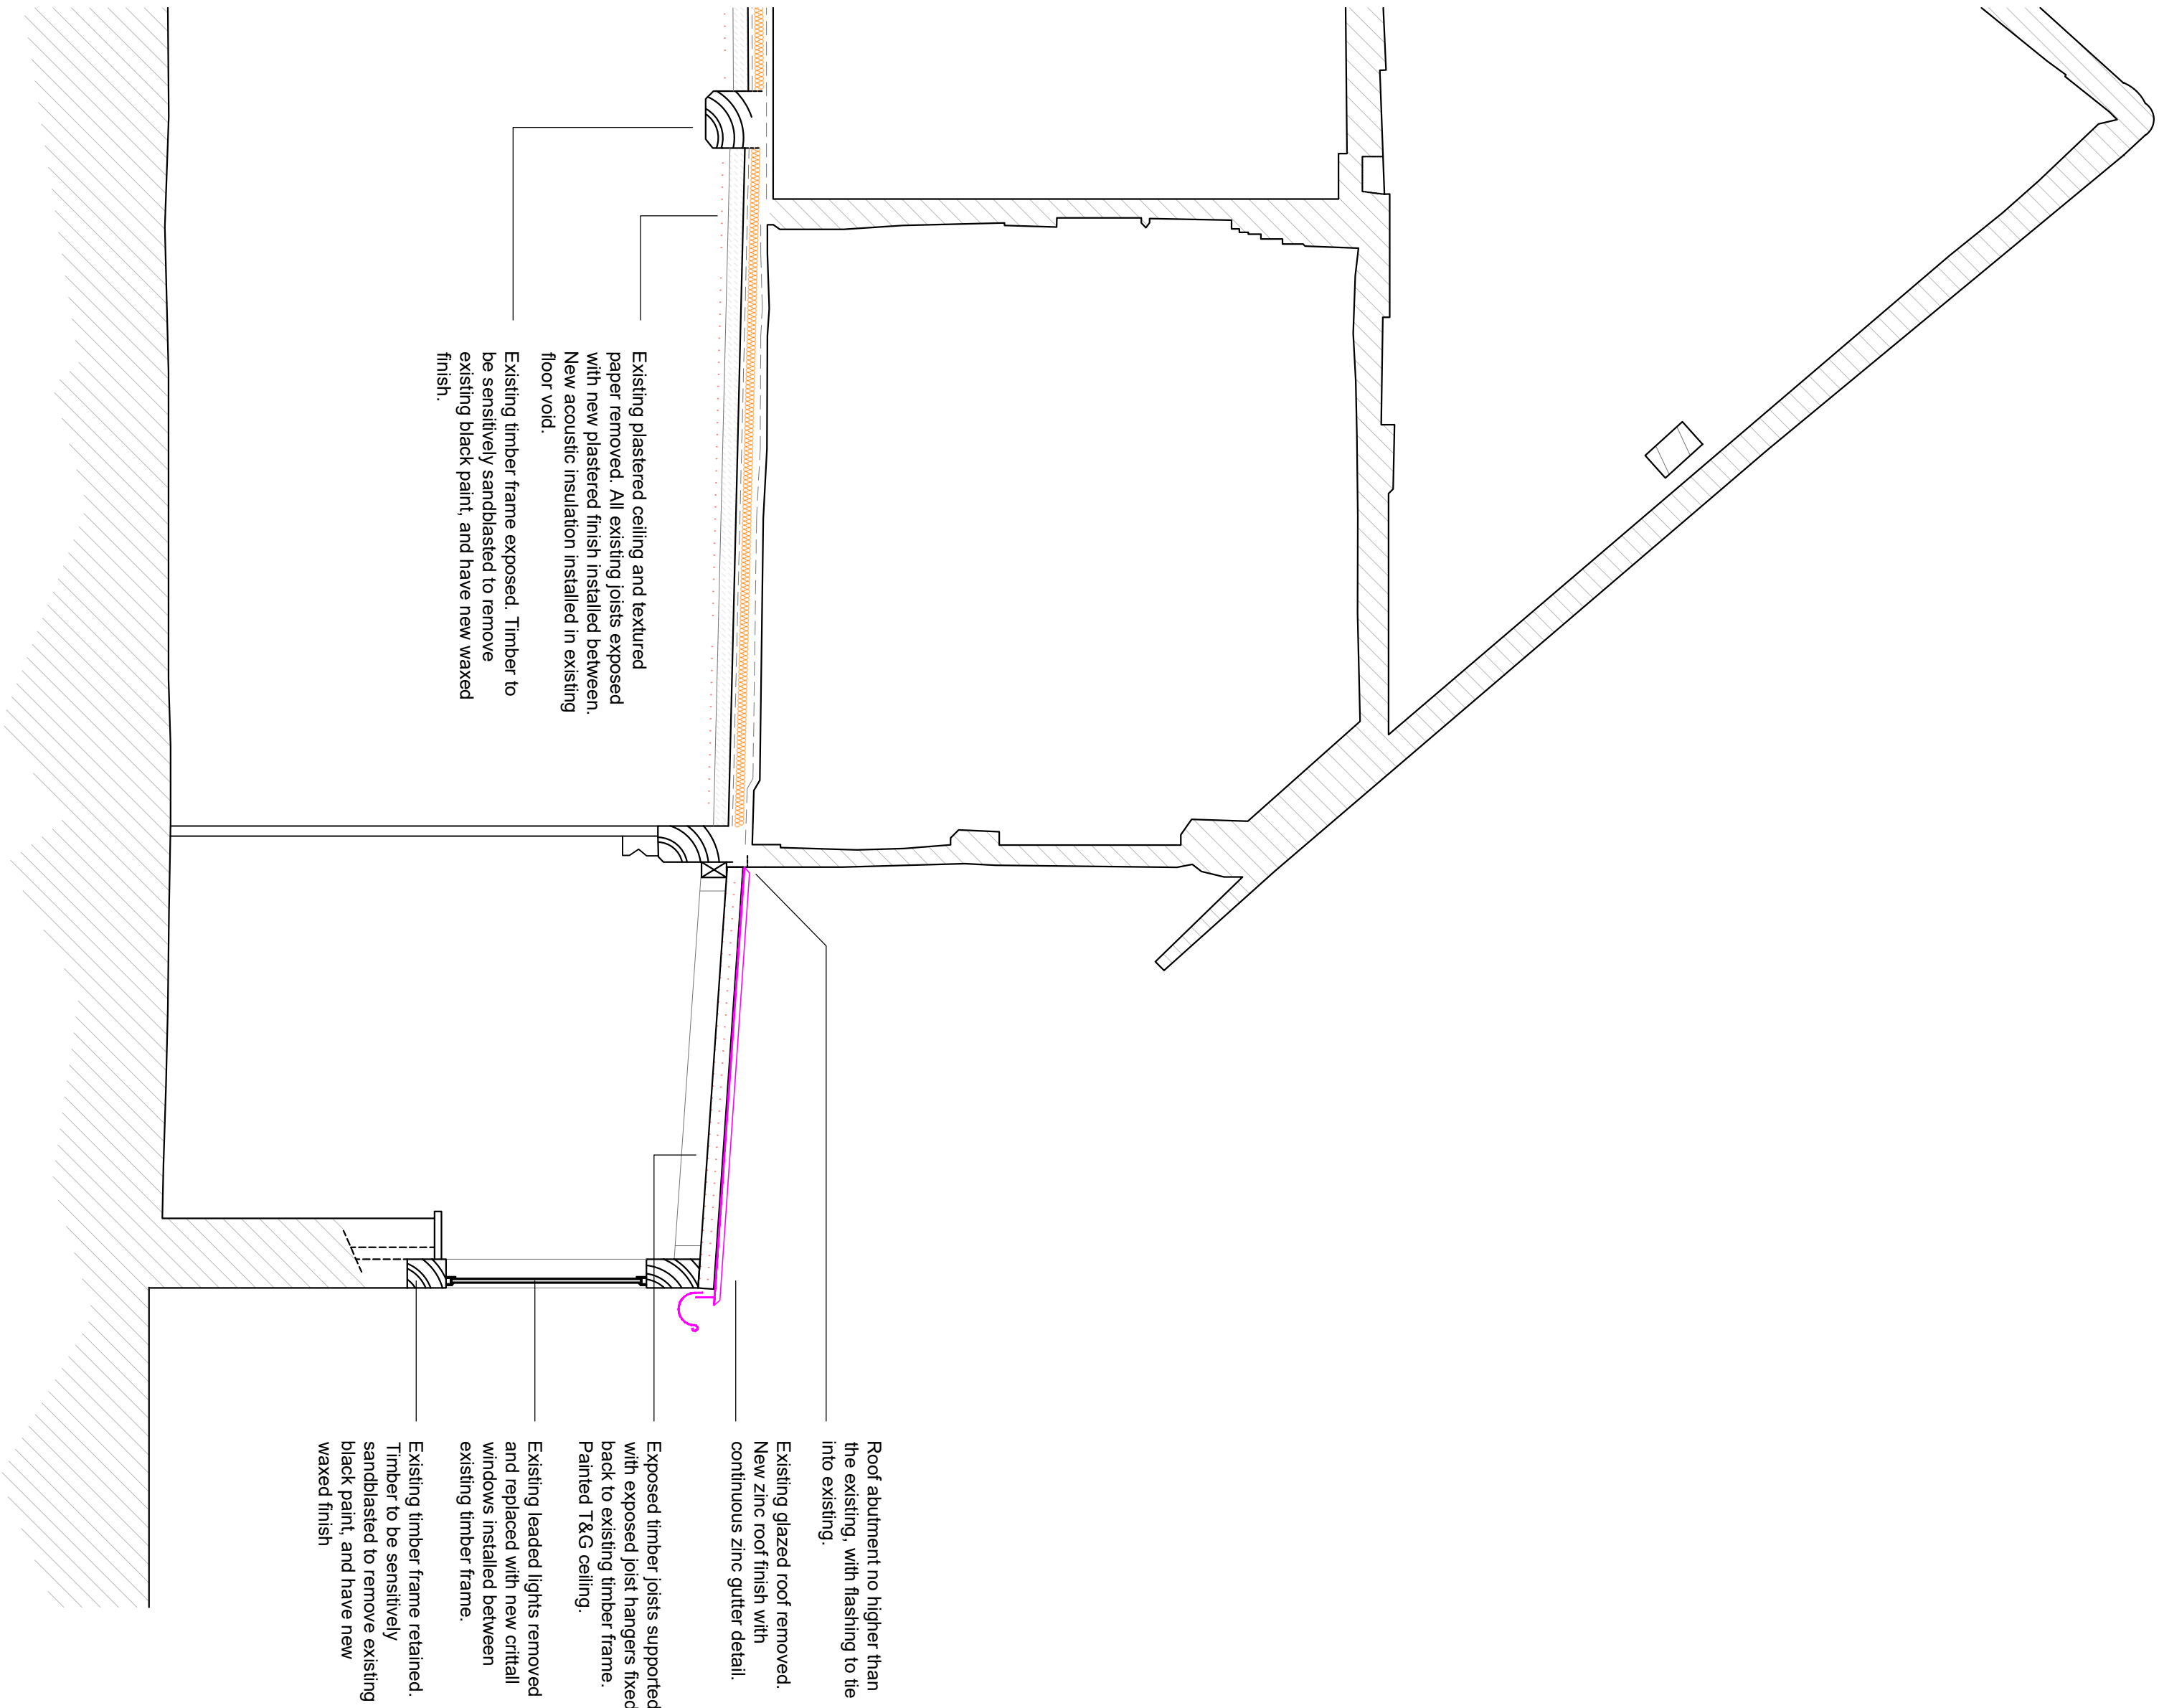 Existing plastered ceiling and textured
paper removed. All existing joists exposed
with new plastered finish installed between.
New acoustic insulation installed in existing
floor void.
Existing timber frame exposed. Timber to
be sensitively sandblasted to remove
existing black paint, and have new waxed
finish.
Roof abutment no higher than
the existing, with flashing to tie
into existing.
Existing glazed roof removed.
New zinc roof finish with
continuous zinc gutter detail.
Exposed timber joists supported
with exposed joist hangers fixed
back to existing timber frame.
Painted T&G ceiling.
Existing leaded lights removed
and replaced with new crittall
windows installed between
existing timber frame.
Existing timber frame retained.
Timber to be sensitively
sandblasted to remove existing
black paint, and have new
waxed finish